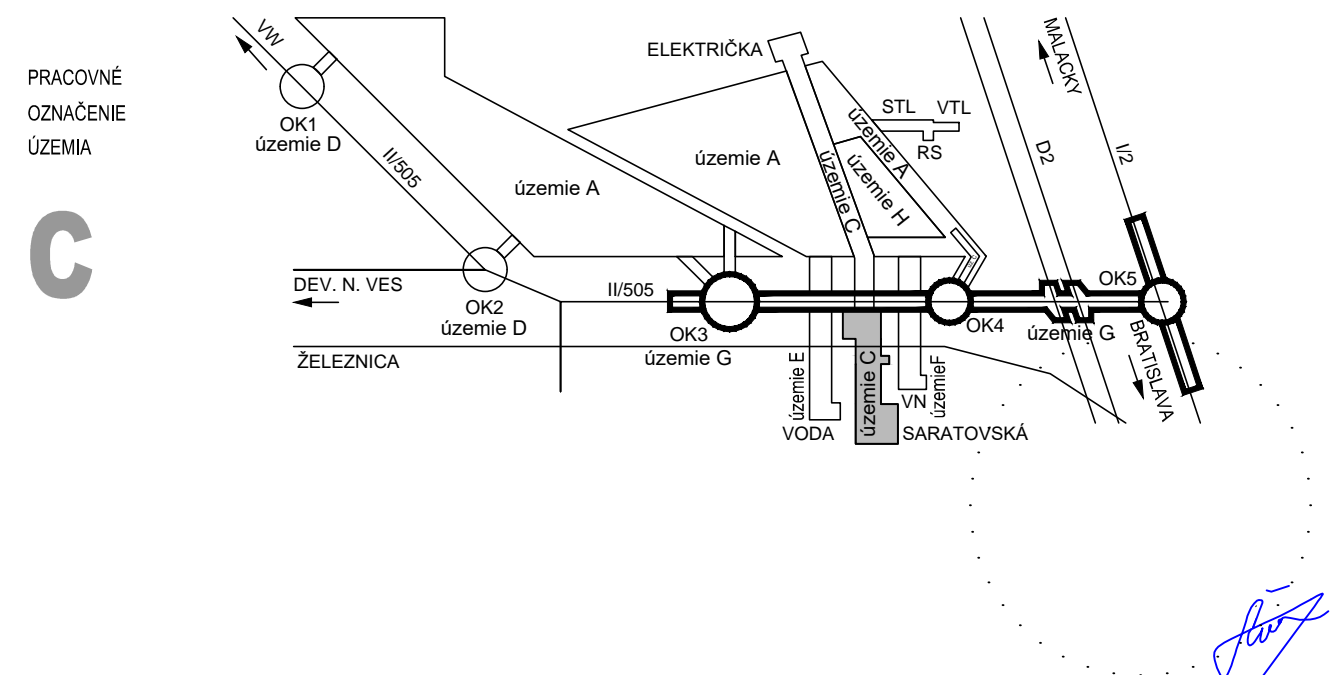 PRACOVNÉ
OZNAČENIE
ÚZEMIA
C
VW
OK1
územie D
II/505
DEV. N. VES
OK2
územie D
ŽELEZNICA
územie A
ELEKTRIČKA
územie A
územie C
územie A
územie H
STL VTL
RS
II/505
OK3
územie G
územie E
VODA
územie C
SARATOVSKÁ
VN
územieF
OK4
územie G
OK5
D2
I/2
MALACKY
BRATISLAVA